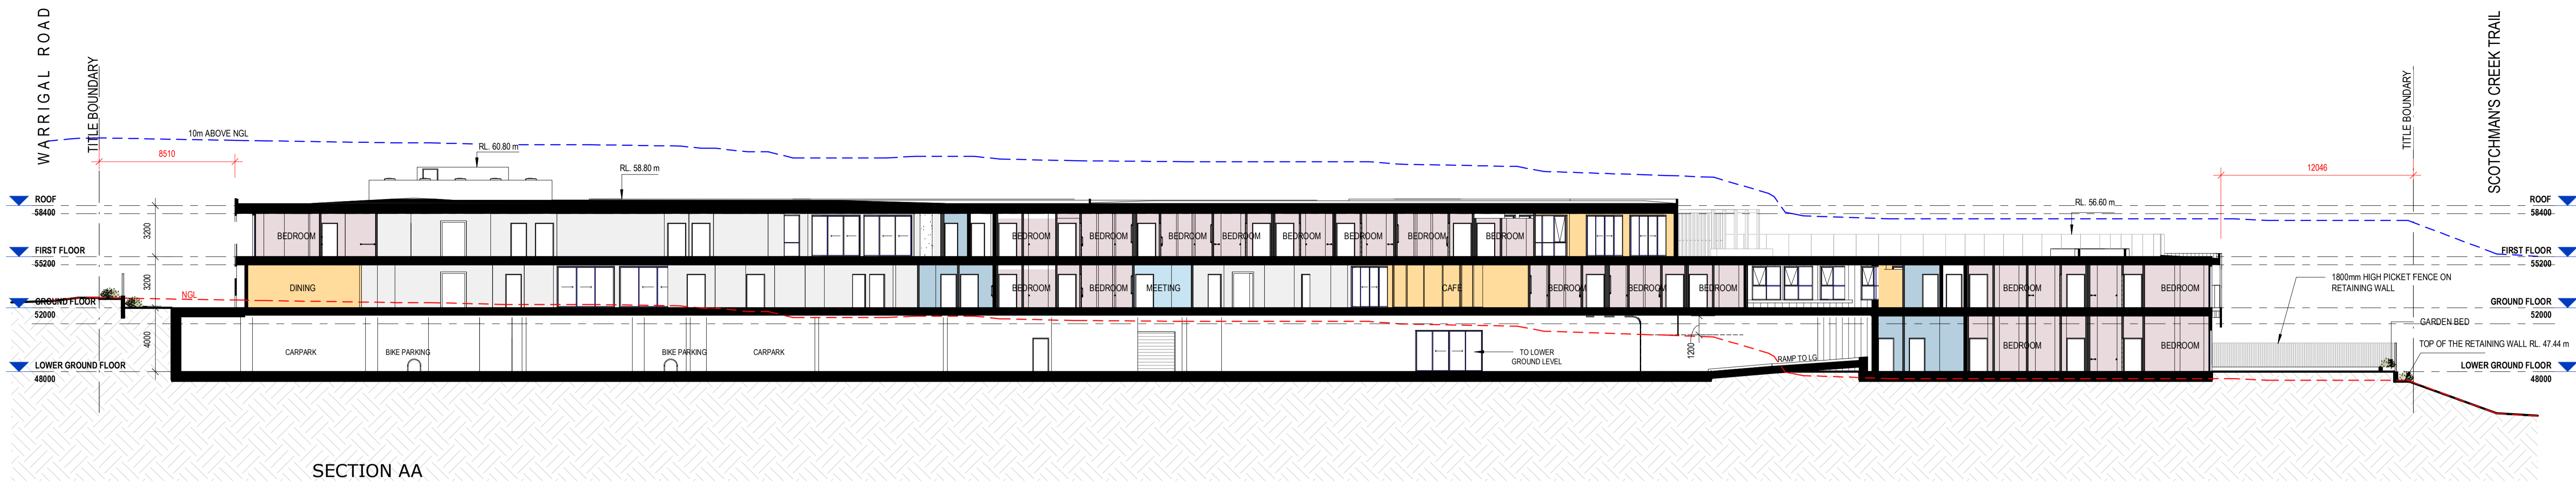 WARRIGAL ROAD
TITLE BOUNDARY
TITLE BOUNDARY
SCOTCHMAN'S CREEK TRAIL
10m ABOVE NGL
8510
RL. 60.80 m
RL. 58.80 m
12046
RL. 56.60 m
ROOF
58400
ROOF
58400
3200
BEDROOM
BEDROOM
BEDROOM
BEDROOM
BEDROOM
BEDROOM
BEDROOM
BEDROOM
BEDROOM
FIRST FLOOR
55200
FIRST FLOOR
55200
3200
NGL
DINING
BEDROOM
BEDROOM
MEETING
CAFE
BEDROOM
BEDROOM
BEDROOM
BEDROOM
BEDROOM
1800mm HIGH PICKET FENCE ON
RETAINING WALL
GROUND FLOOR
52000
GROUND FLOOR
52000
GARDEN BED
4000
CARPARK
BIKE PARKING
BIKE PARKING
CARPARK
TO LOWER
GROUND LEVEL
1200
RAMP TO LG
BEDROOM
BEDROOM
TOP OF THE RETAINING WALL RL. 47.44 m
LOWER GROUND FLOOR
48000
LOWER GROUND FLOOR
48000
SECTION AA